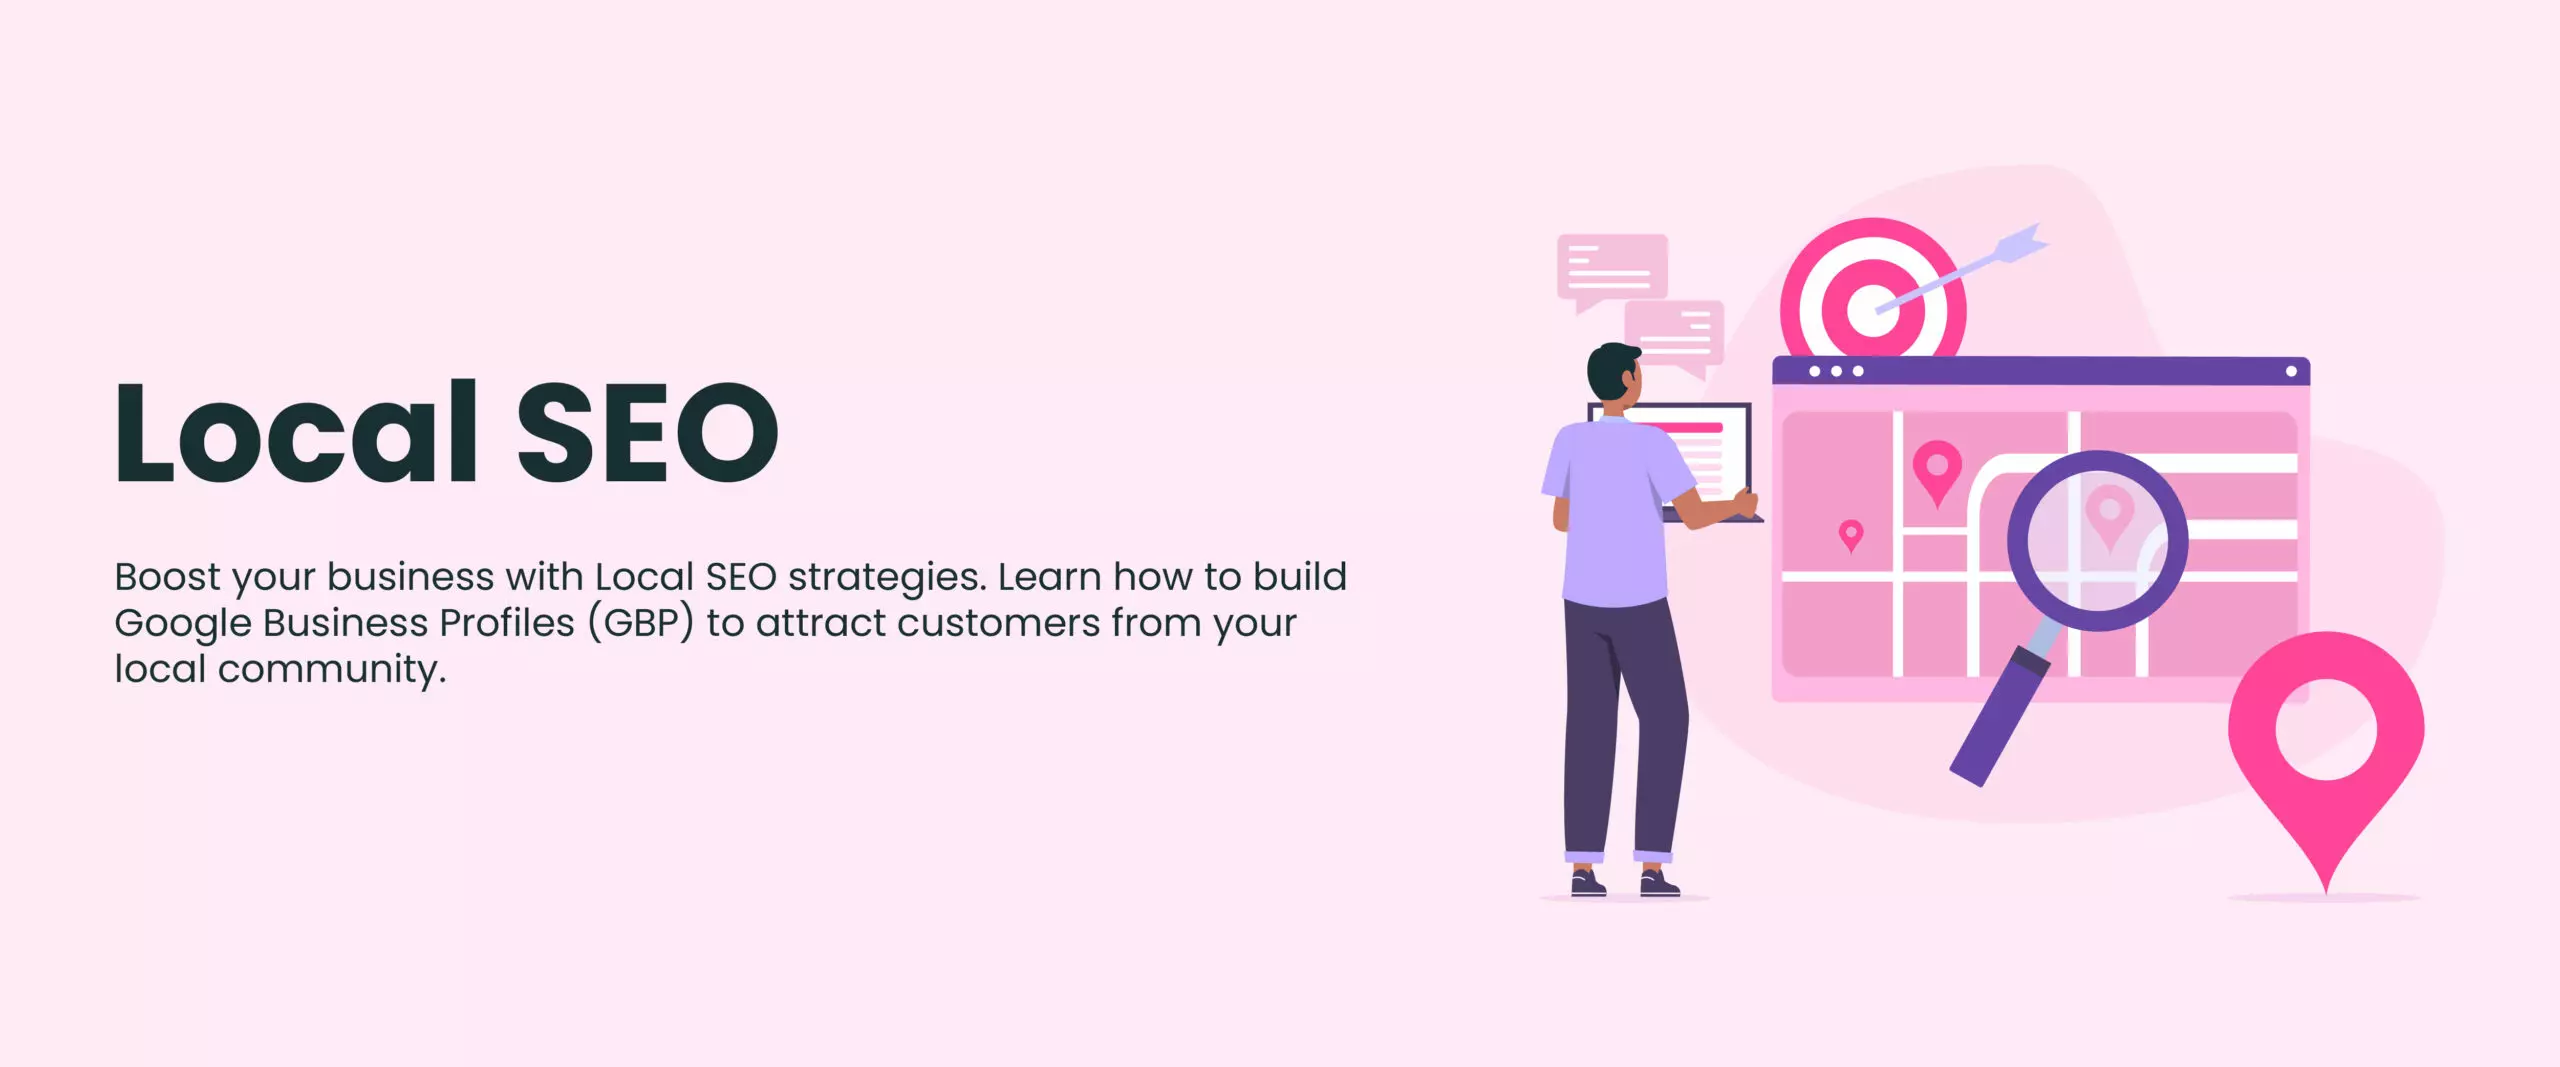 Local SEO
Boost your business with Local SEO strategies. Learn how to build
Google Business Profiles (GBP) to attract customers from your
local community.